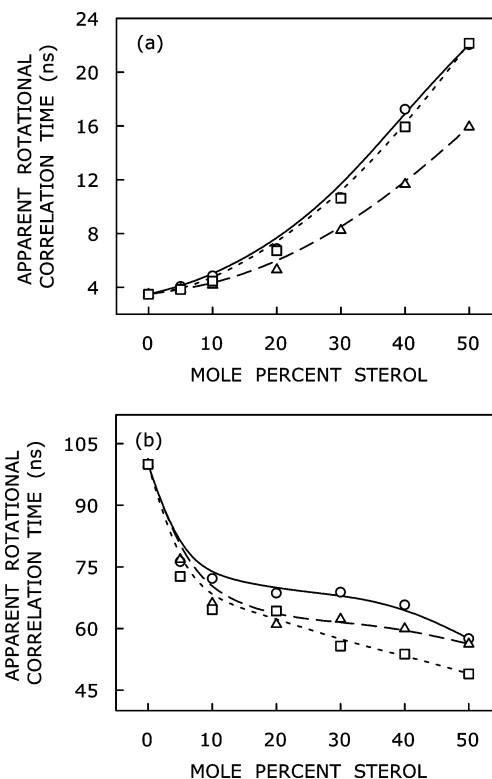 24
(a)
20
16
12
8
4
APPARENT ROTATIONAL
CORRELATION TIME (ns)
0 10 20 30 40 50
MOLE PERCENT STEROL
105
(b)
90
75
60
45
APPARENT ROTATIONAL
CORRELATION TIME (ns)
0 10 20 30 40 50
MOLE PERCENT STEROL